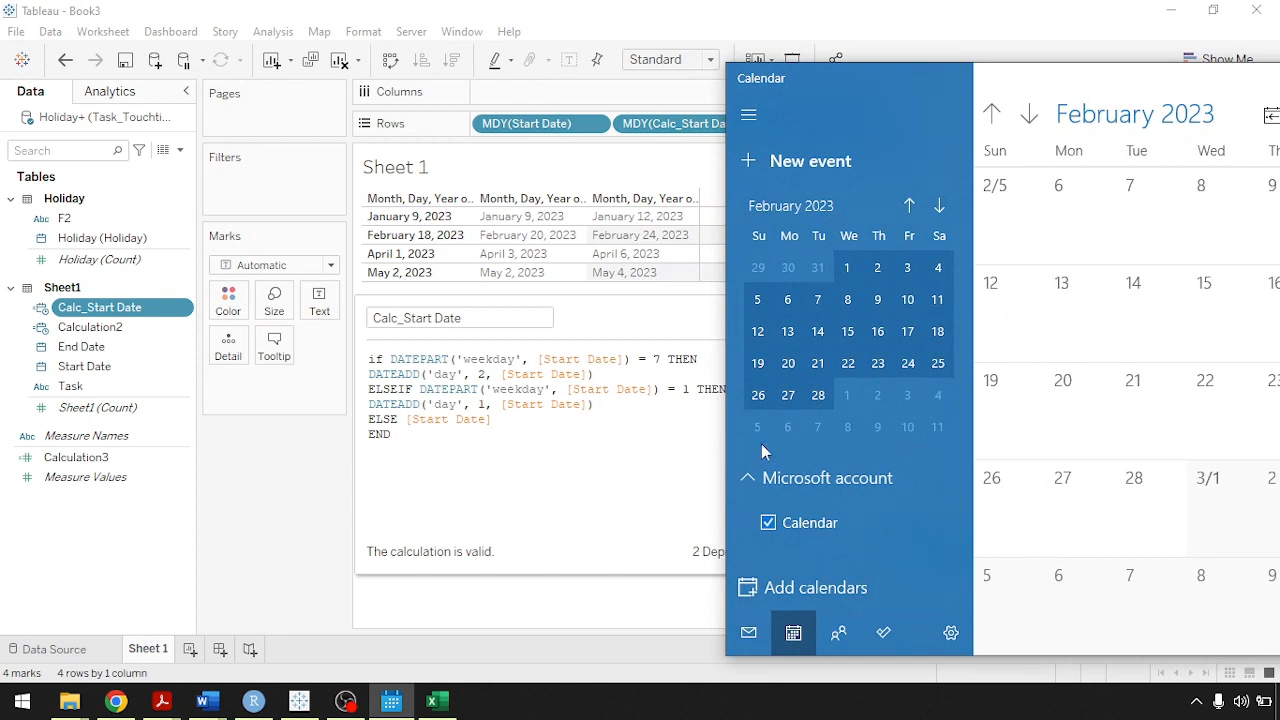 Tableau - Book3
File Data Worksheet Dashboard Story Analysis Map Format Server Window Help
Standard
Show Me
Data Analytics
Holiday+ (Task_Touchti...
Search
Tables
Holiday
Abc F2
Holiday (Holiday)
Holiday (Count)
Sheet1
Calc_Start Date
Calculation2
End Date
Start Date
Abc Task
Sheet1(Count)
Abc Measure Names
Calculation3
Measure Values
Pages
Filters
Marks
Automatic
Color Size Text
Detail Tooltip
Columns
Rows MDY(Start Date) MDY(Calc_Start Da
Sheet 1
Month, Day, Year o.. Month, Day, Year o.. Month, Day, Year o..
January 9, 2023 January 9, 2023 January 12, 2023
February 18, 2023 February 20, 2023 February 24, 2023
April 1, 2023 April 3, 2023 April 6, 2023
May 2, 2023 May 2, 2023 May 4, 2023
Calc_Start Date
if DATEPART('weekday', [Start Date]) = 7 THEN
DATEADD('day', 2, [Start Date])
ELSEIF DATEPART('weekday', [Start Date]) = 1 THEN
DATEADD('day', 1, [Start Date])
ELSE [Start Date]
END
The calculation is valid. 2 Dep
Calendar
New event
February 2023
Su Mo Tu We Th Fr Sa
29 30 31 1 2 3 4
5 6 7 8 9 10 11
12 13 14 15 16 17 18
19 20 21 22 23 24 25
26 27 28 1 2 3 4
5 6 7 8 9 10 11
Microsoft account
Calendar
Add calendars
February 2023
Sun Mon Tue Wed Th
2/5 6 7 8 9
12 13 14 15 16
19 20 21 22 23
26 27 28 3/1 2
5 6 7 8 9
Data Source Sheet 1
4 marks 4 rows by 1 column